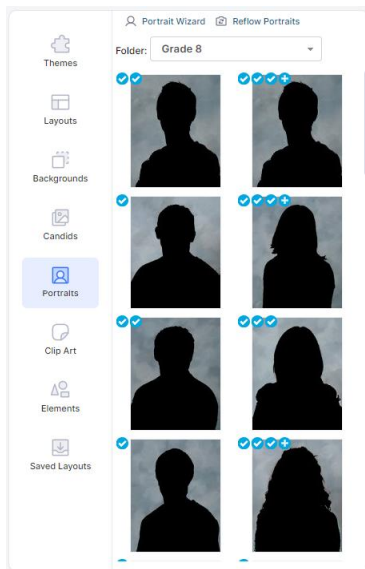 Portrait Wizard Reflow Portraits
Folder: Grade 8
Themes
Layouts
Backgrounds
Candids
Portraits
Clip Art
Elements
Saved Layouts